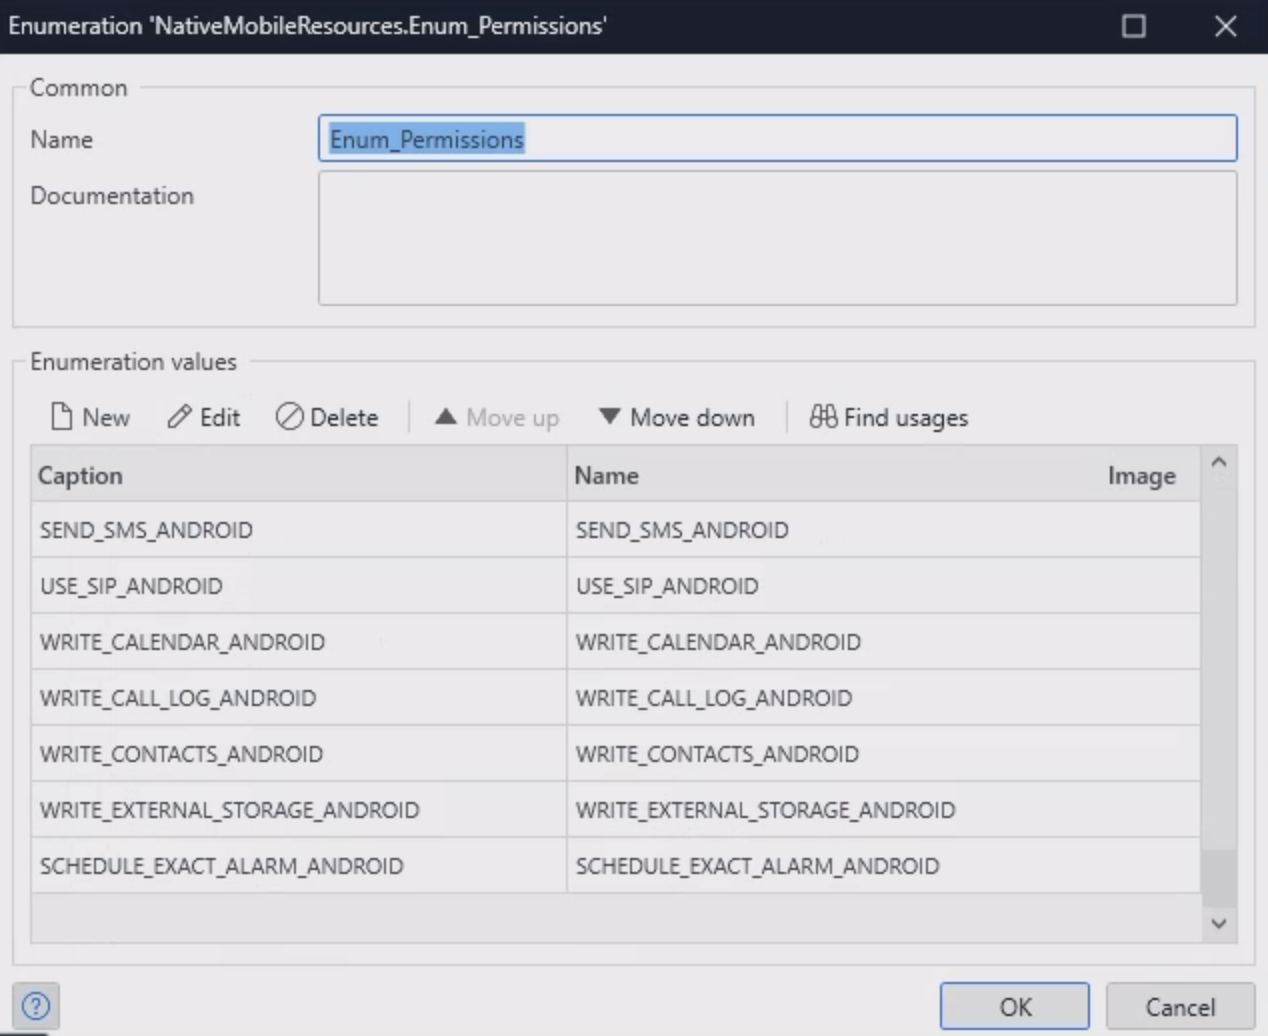 Enumeration 'NativeMobileResources.Enum_Permissions'
Common
Name Enum_Permissions
Documentation
Enumeration values
New Edit Delete Move up Move down Find usages
Caption Name Image
SEND_SMS_ANDROID SEND_SMS_ANDROID
USE_SIP_ANDROID USE_SIP_ANDROID
WRITE_CALENDAR_ANDROID WRITE_CALENDAR_ANDROID
WRITE_CALL_LOG_ANDROID WRITE_CALL_LOG_ANDROID
WRITE_CONTACTS_ANDROID WRITE_CONTACTS_ANDROID
WRITE_EXTERNAL_STORAGE_ANDROID WRITE_EXTERNAL_STORAGE_ANDROID
SCHEDULE_EXACT_ALARM_ANDROID SCHEDULE_EXACT_ALARM_ANDROID
? OK Cancel